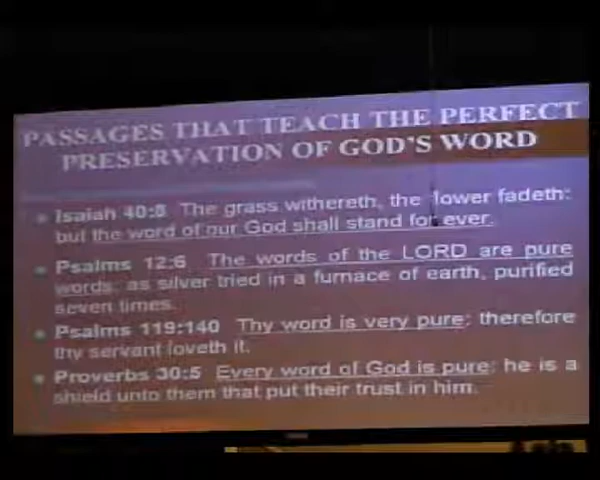 PASSAGES THAT TEACH THE PERFECT
PRESERVATION OF GOD'S WORD
Isaiah 40:8 The grass withereth, the flower fadeth:
but the word of our God shall stand for ever.
Psalms 12:6 The words of the LORD are pure
words: as silver tried in a furnace of earth, purified
seven times.
Psalms 119:140 Thy word is very pure: therefore
thy servant loveth it.
Proverbs 30:5 Every word of God is pure: he is a
shield unto them that put their trust in him.